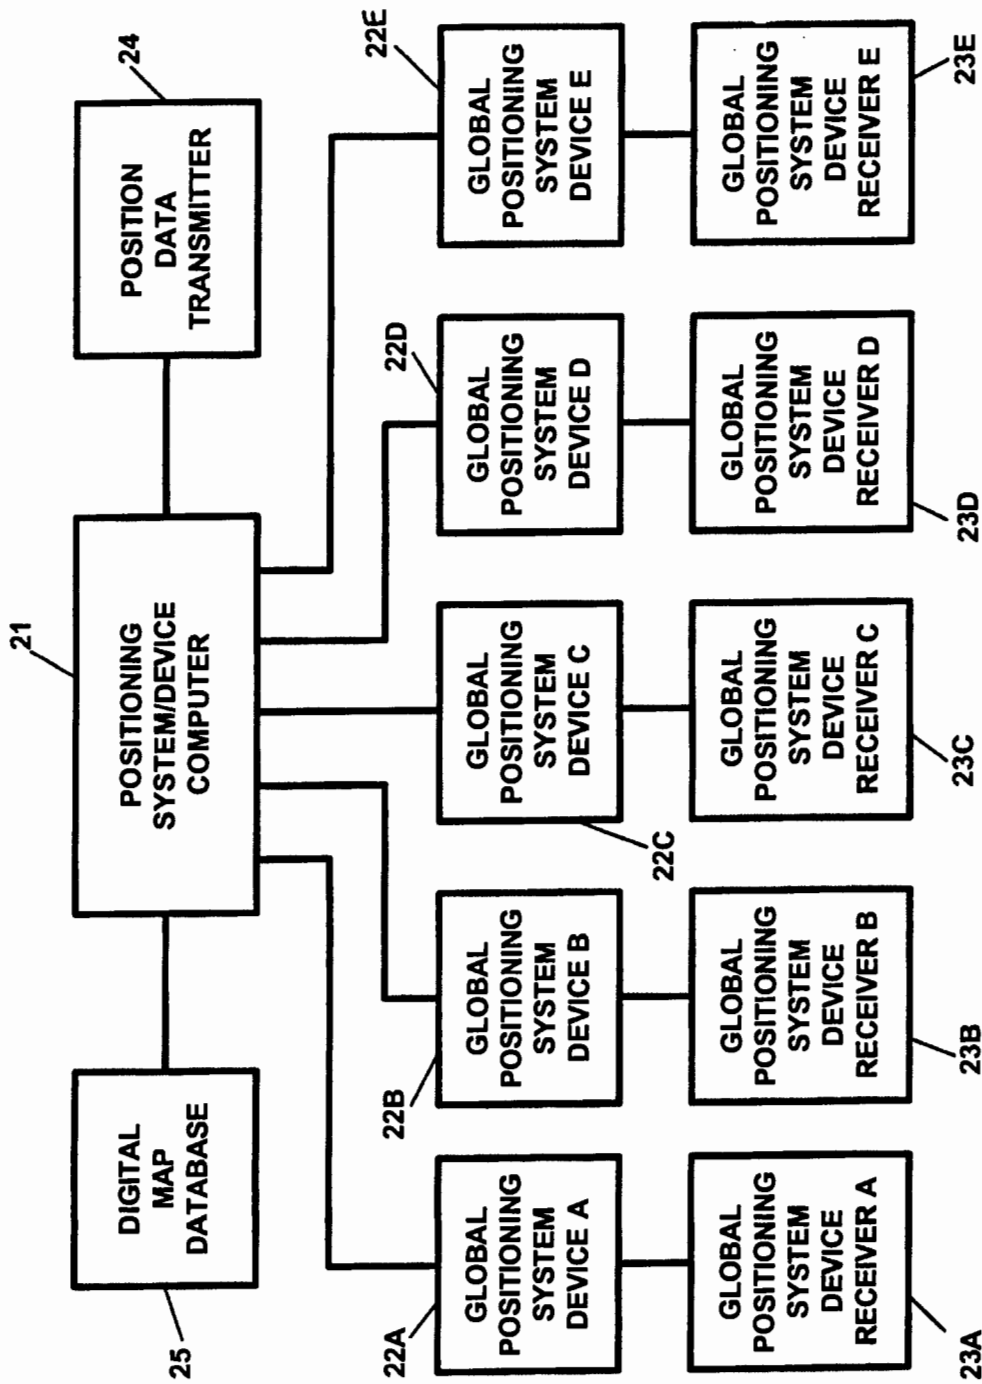 25
DIGITAL
MAP
DATABASE
21
POSITIONING
SYSTEM/DEVICE
COMPUTER
24
POSITION
DATA
TRANSMITTER
22A
GLOBAL
POSITIONING
SYSTEM
DEVICE A
22B
GLOBAL
POSITIONING
SYSTEM
DEVICE B
22C
GLOBAL
POSITIONING
SYSTEM
DEVICE C
22D
GLOBAL
POSITIONING
SYSTEM
DEVICE D
22E
GLOBAL
POSITIONING
SYSTEM
DEVICE E
23A
GLOBAL
POSITIONING
SYSTEM
DEVICE
RECEIVER A
23B
GLOBAL
POSITIONING
SYSTEM
DEVICE
RECEIVER B
23C
GLOBAL
POSITIONING
SYSTEM
DEVICE
RECEIVER C
23D
GLOBAL
POSITIONING
SYSTEM
DEVICE
RECEIVER D
23E
GLOBAL
POSITIONING
SYSTEM
DEVICE
RECEIVER E